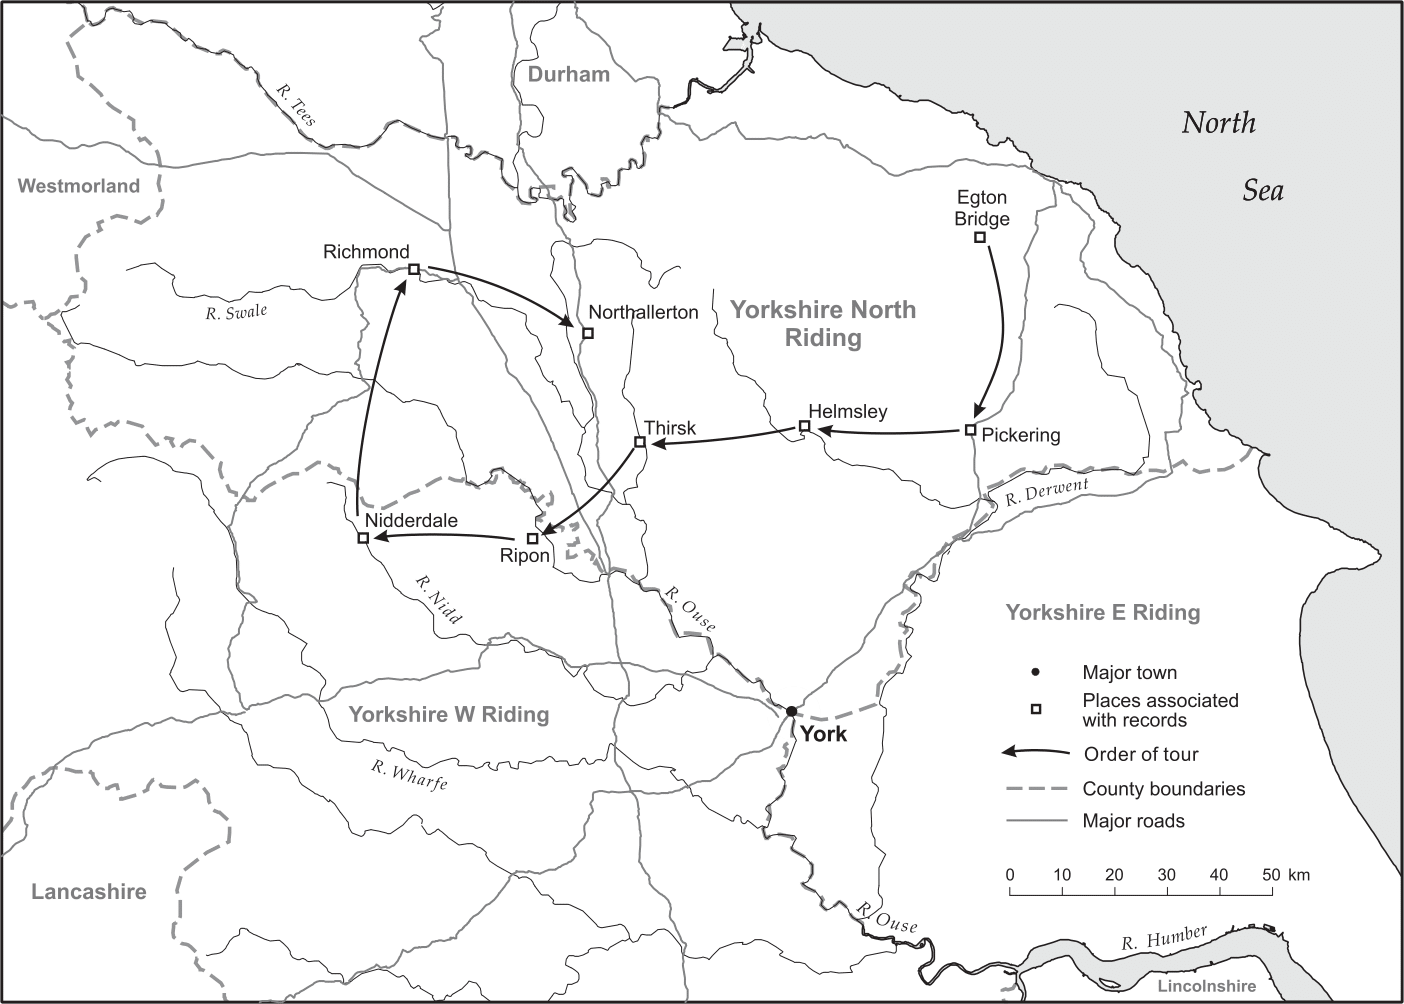 Durham
R. Tees
North
Sea
Westmorland
Egton
Bridge
Richmond
R. Swale
Northallerton
Yorkshire North
Riding
Helmsley
Thirsk
Pickering
R. Derwent
Nidderdale
Ripon
R. Nidd
R. Ouse
Yorkshire E Riding
Major town
Places associated
with records
Yorkshire W Riding
York
Order of tour
R. Wharfe
County boundaries
Major roads
0 10 20 30 40 50 km
Lancashire
R. Ouse
R. Humber
Lincolnshire